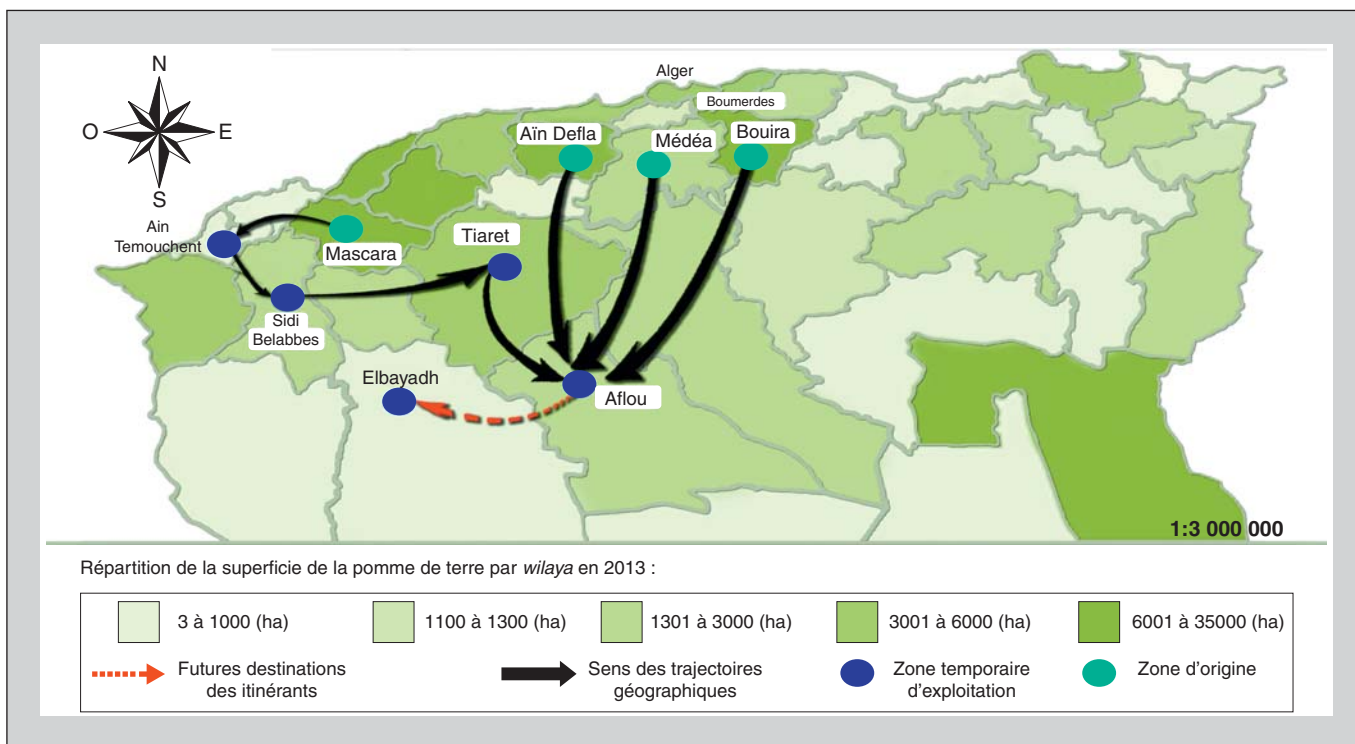 N
Alger
Boumerdes
O
E
Aïn Defla
Médéa
Bouira
S
Ain
Temouchent
Mascara
Tiaret
Sidi
Belabbes
Elbayadh
Aflou
1:3 000 000
Répartition de la superficie de la pomme de terre par wilaya en 2013 :
3 à 1000 (ha)
1100 à 1300 (ha)
1301 à 3000 (ha)
3001 à 6000 (ha)
6001 à 35000 (ha)
Futures destinations
des itinérants
Sens des trajectoires
géographiques
Zone temporaire
d'exploitation
Zone d'origine